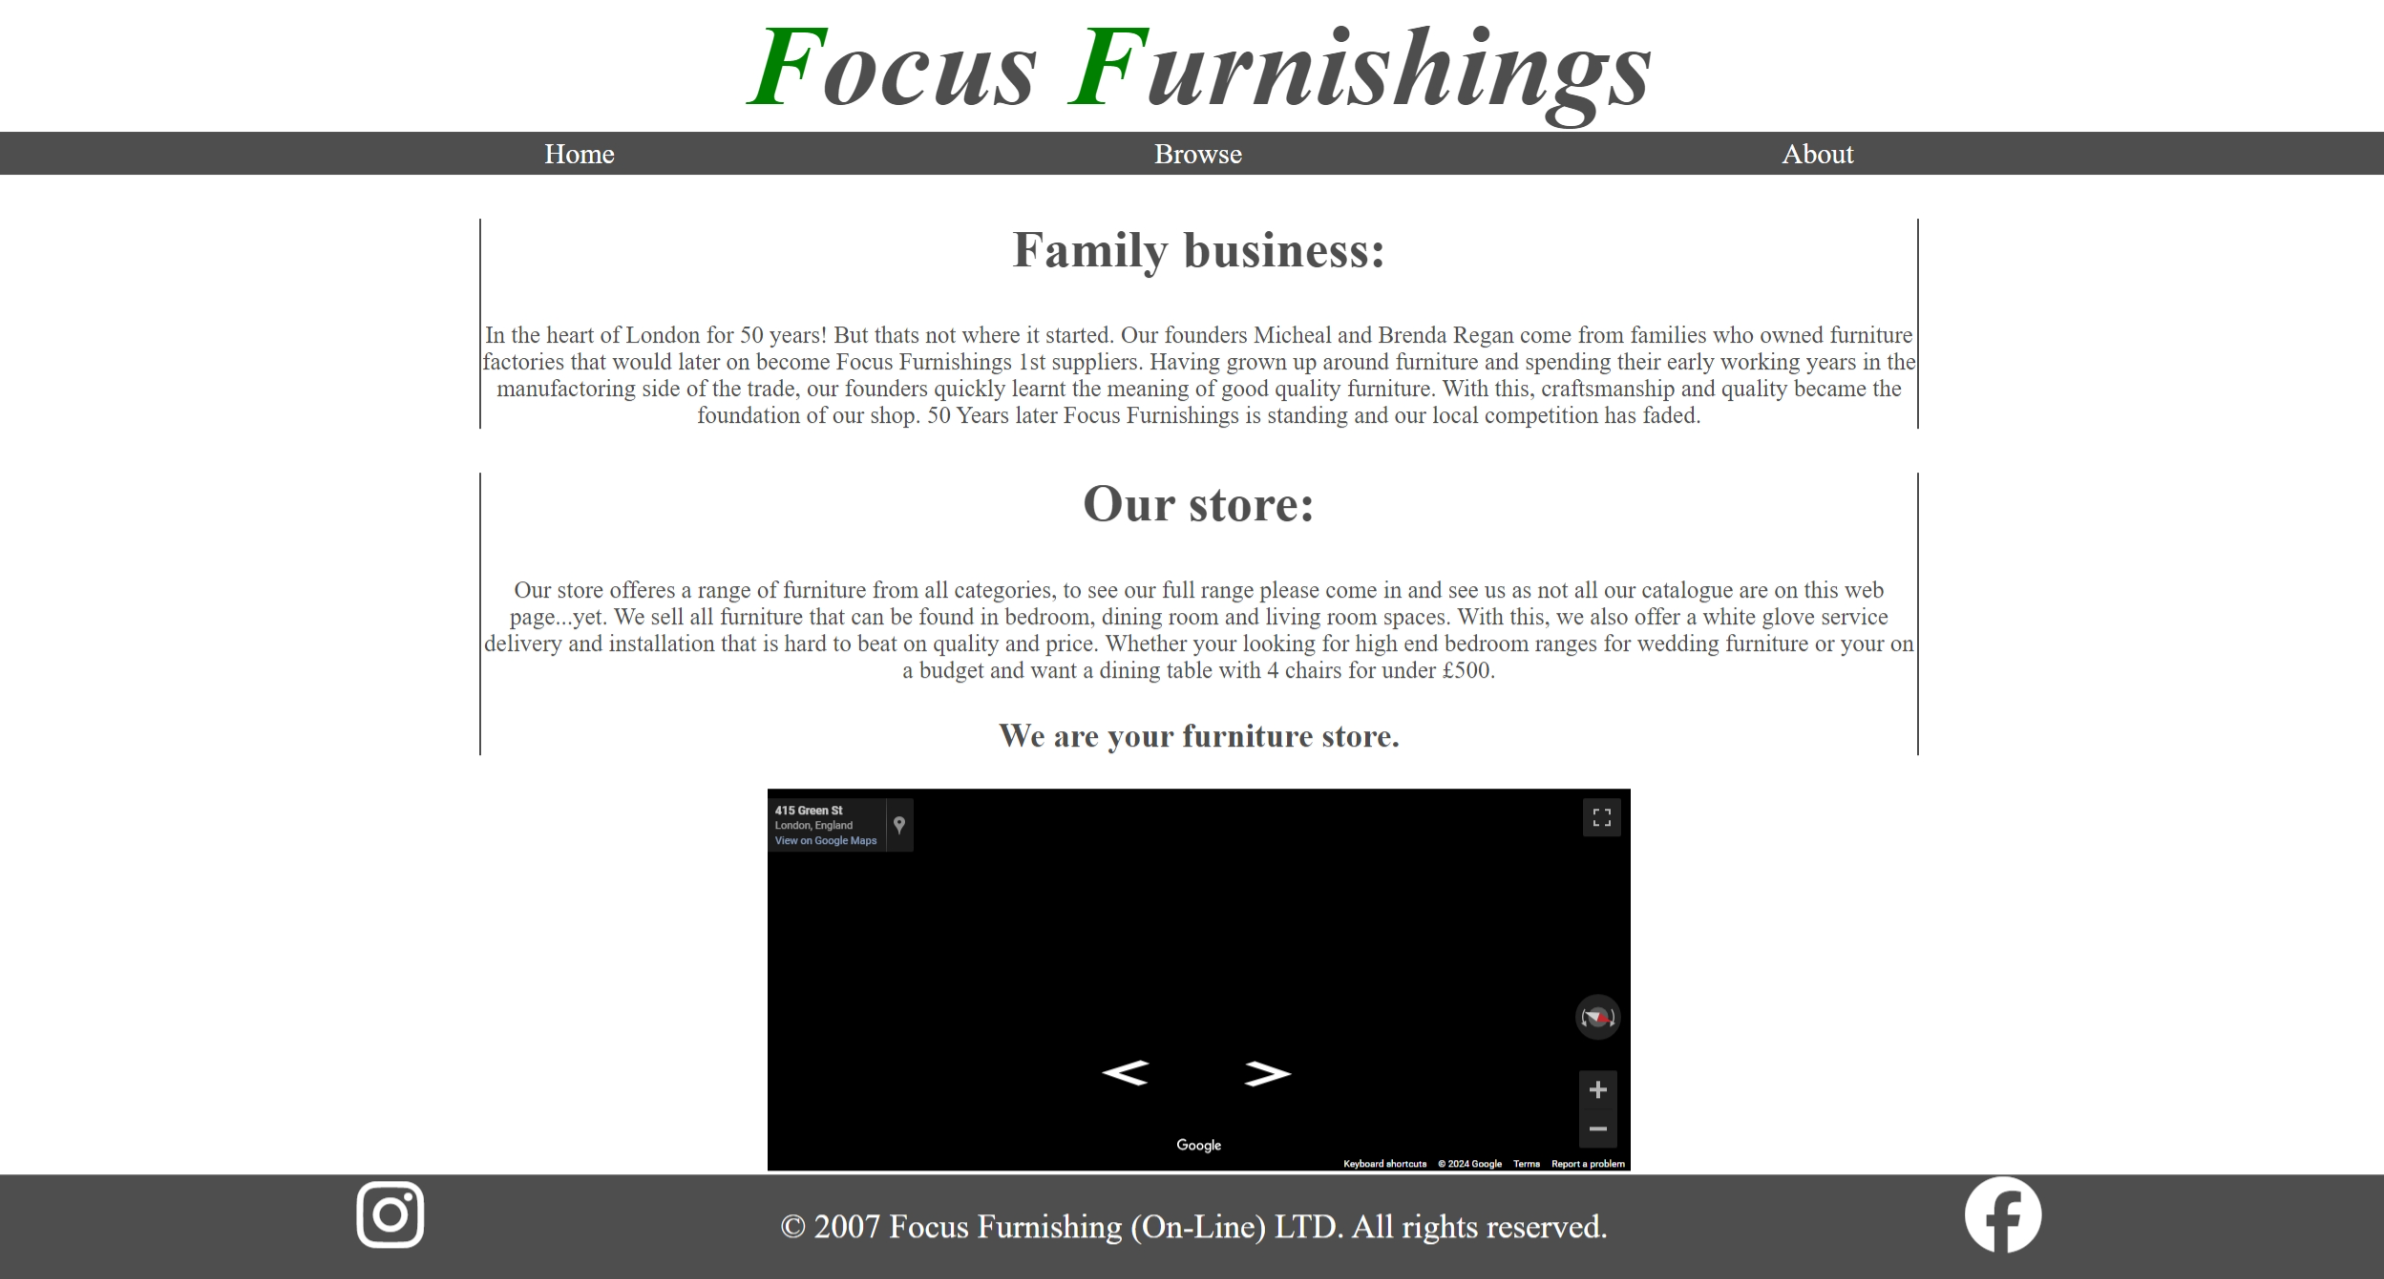 Focus Furnishings
Home
Browse
About
Family business:
In the heart of London for 50 years! But thats not where it started. Our founders Micheal and Brenda Regan come from families who owned furniture
factories that would later on become Focus Furnishings 1st suppliers. Having grown up around furniture and spending their early working years in the
manufactoring side of the trade, our founders quickly learnt the meaning of good quality furniture. With this, craftsmanship and quality became the
foundation of our shop. 50 Years later Focus Furnishings is standing and our local competition has faded.
Our store:
Our store offeres a range of furniture from all categories, to see our full range please come in and see us as not all our catalogue are on this web
page...yet. We sell all furniture that can be found in bedroom, dining room and living room spaces. With this, we also offer a white glove service
delivery and installation that is hard to beat on quality and price. Whether your looking for high end bedroom ranges for wedding furniture or your on
a budget and want a dining table with 4 chairs for under £500.
We are your furniture store.
415 Green St
London, England
View on Google Maps
Google
Keyboard shortcuts © 2024 Google Terms Report a problem
© 2007 Focus Furnishing (On-Line) LTD. All rights reserved.